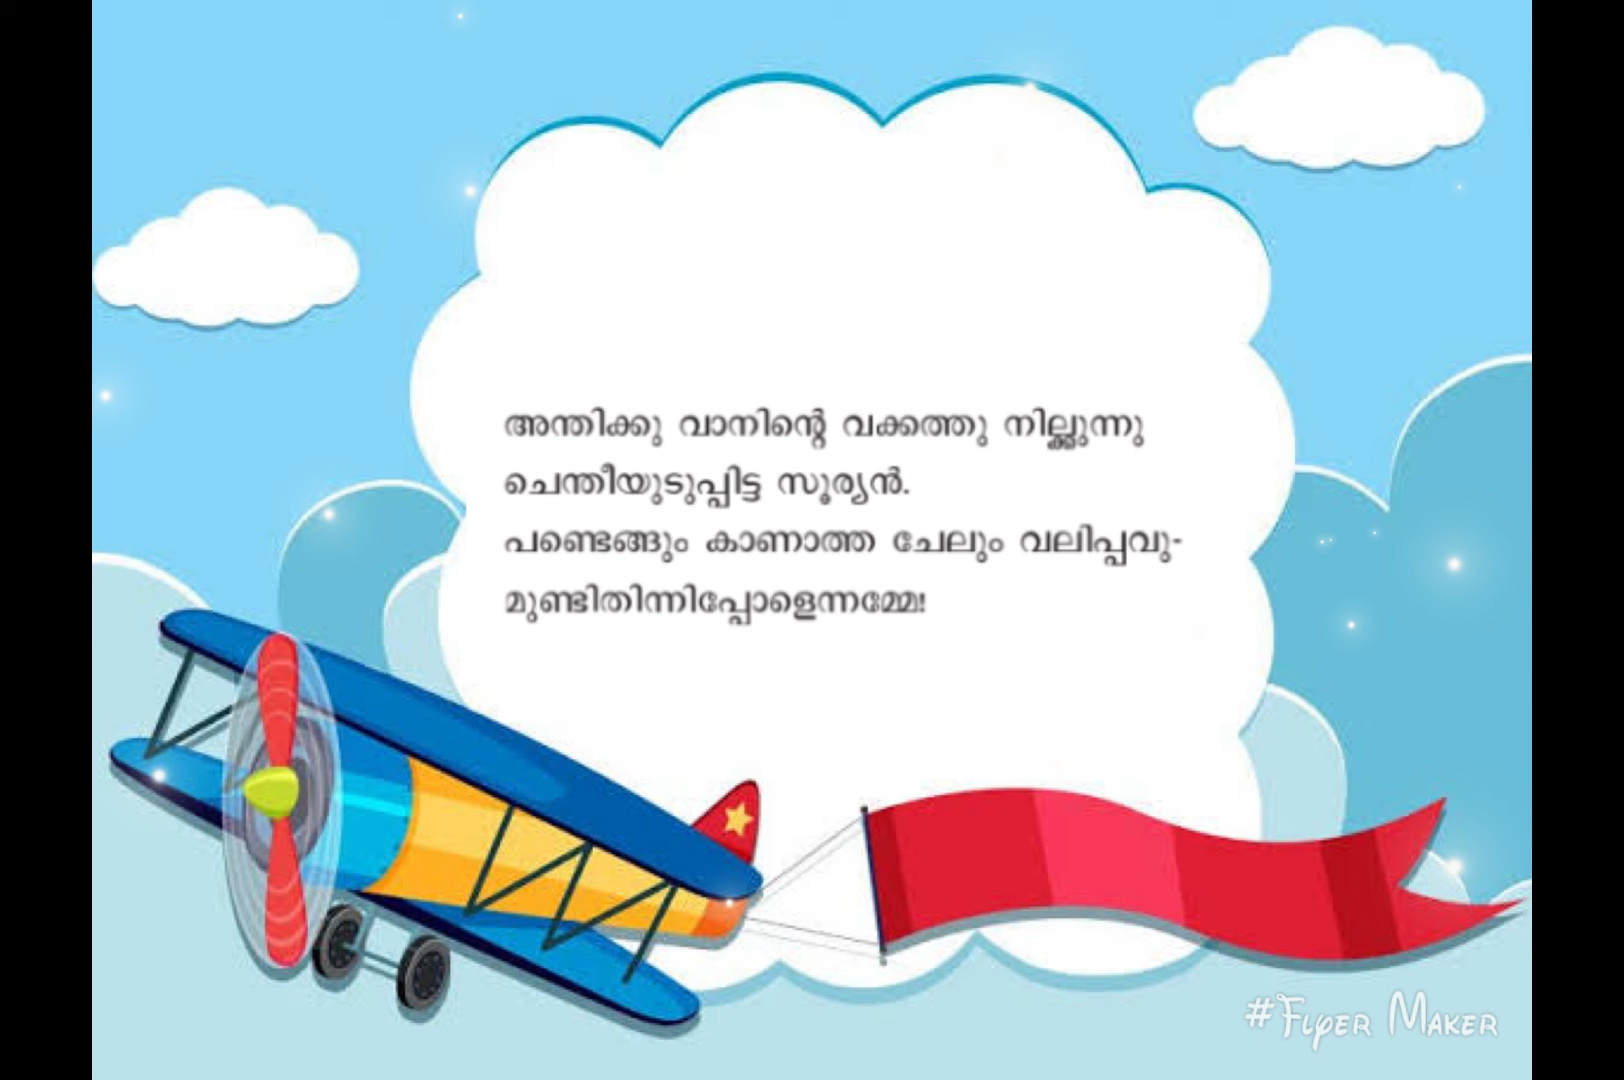 അന്തിക്കു വാനിന്റെ വക്കത്തു നില്ക്കുന്നു
ചെന്തീയുടുപ്പിട്ട സൂര്യൻ.
പണ്ടെങ്ങും കാണാത്ത ചേലും വലിപ്പവു-
മുണ്ടിതിന്നിപ്പോളെന്നമ്മേ!
#Flyer Maker